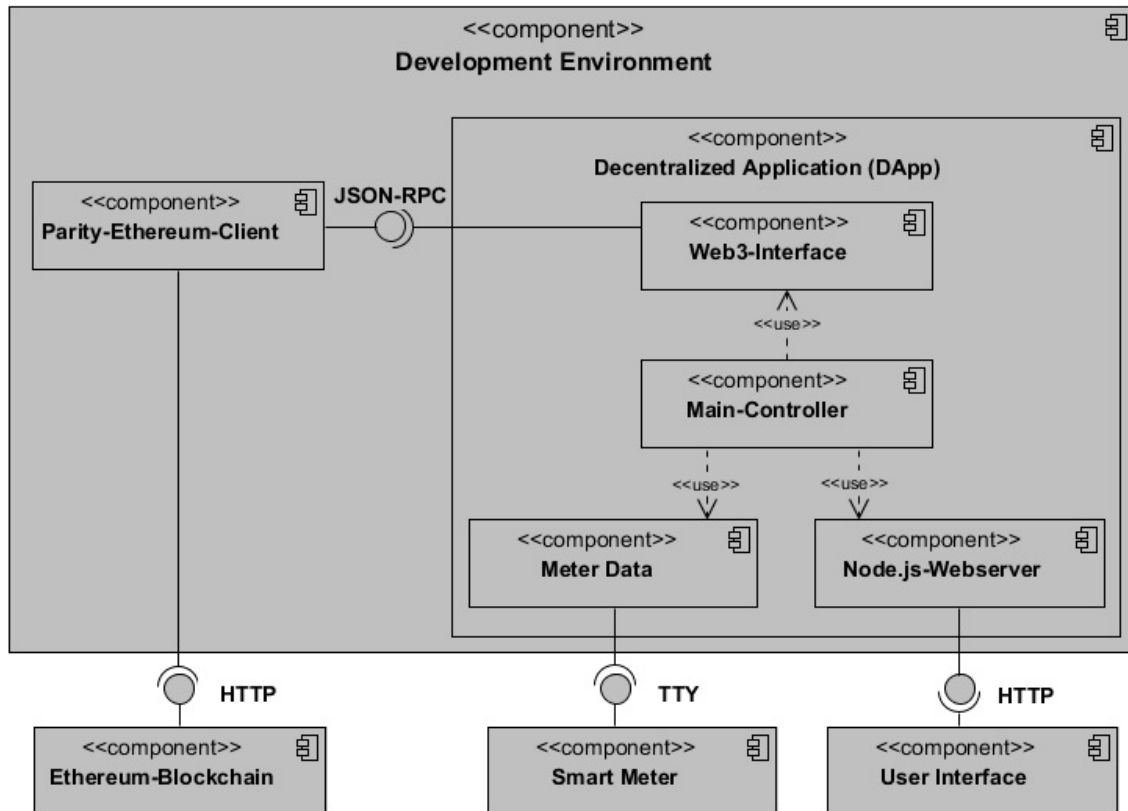 <<component>>
Development Environment
<<component>>
Decentralized Application (DApp)
<<component>>
Parity-Ethereum-Client
JSON-RPC
<<component>>
Web3-Interface
<<use>>
<<component>>
Main-Controller
<<use>>
<<use>>
<<component>>
Meter Data
<<component>>
Node.js-Webserver
HTTP
TTY
HTTP
<<component>>
Ethereum-Blockchain
<<component>>
Smart Meter
<<component>>
User Interface